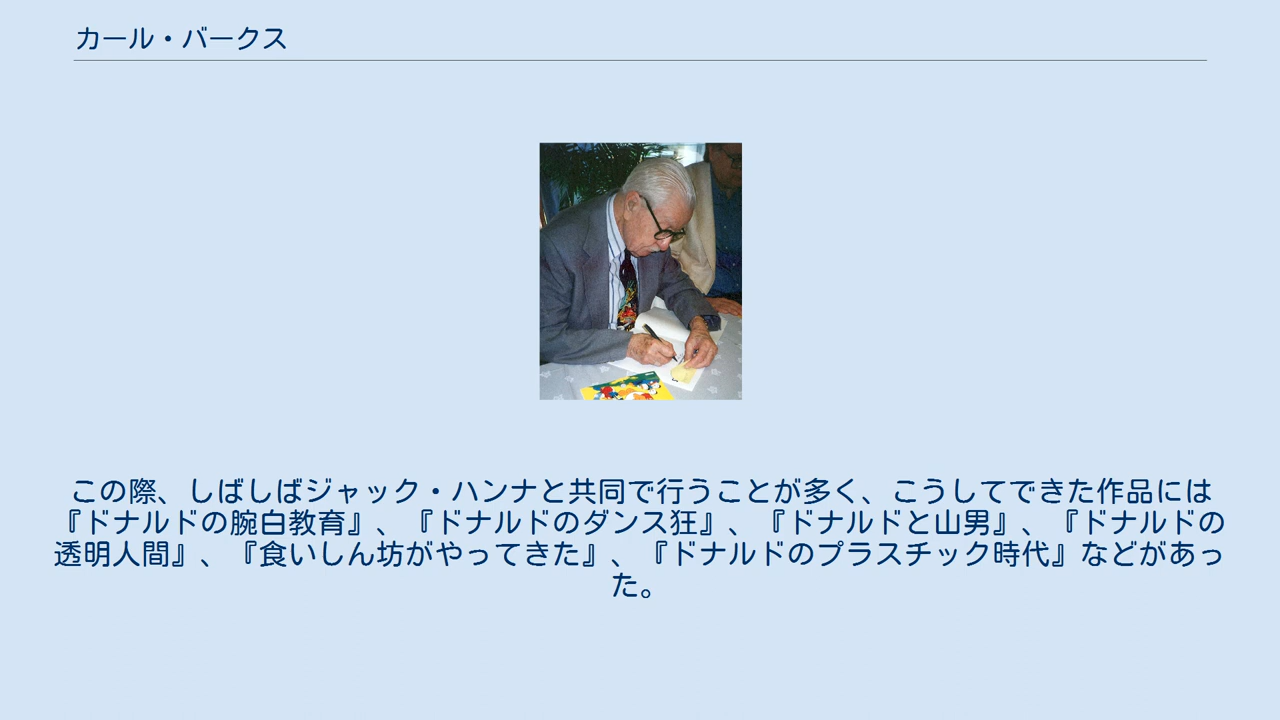 カール・バークス
この際、しばしばジャック・ハンナと共同で行うことが多く、こうしてできた作品には
『ドナルドの腕白教育』、『ドナルドのダンス狂』、『ドナルドと山男』、『ドナルドの
透明人間』、『食いしん坊がやってきた』、『ドナルドのプラスチック時代』などがあっ
た。